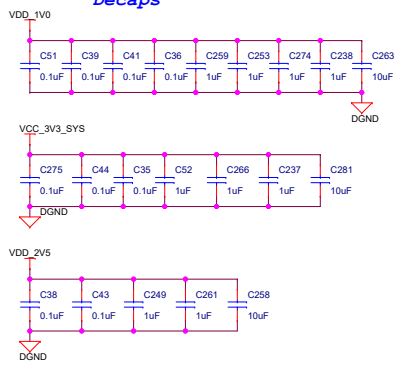 Decaps
VDD_1V0
C51 C39 C41 C36 C259 C253 C274 C238 C263
0.1uF 0.1uF 0.1uF 0.1uF 1uF 1uF 1uF 1uF 10uF
DGND
VCC_3V3_SYS
C275 C44 C35 C52 C266 C237 C281
0.1uF 0.1uF 0.1uF 1uF 1uF 1uF 10uF
DGND
VDD_2V5
C38 C43 C249 C261 C258
0.1uF 0.1uF 1uF 1uF 10uF
DGND